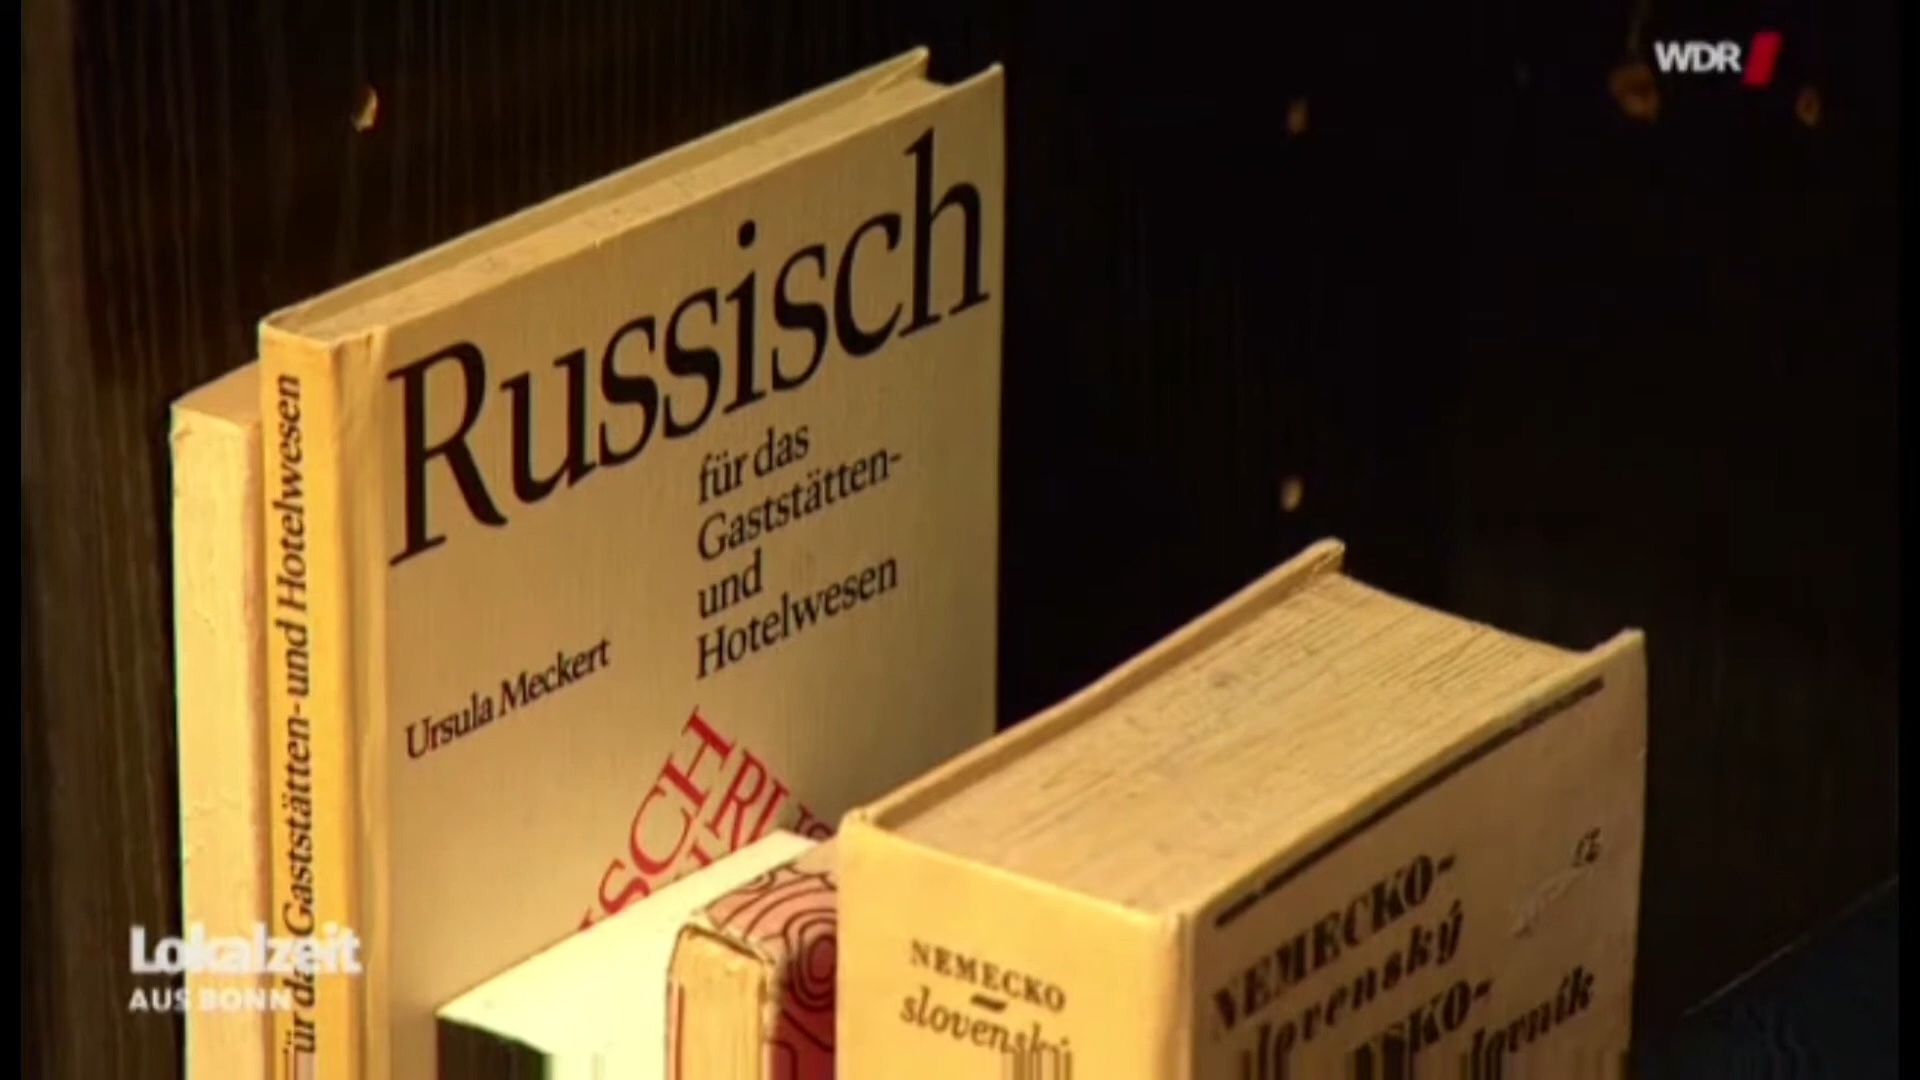 WDR
Russisch
für das
Gaststätten-
und
Hotelwesen
Ursula Meckert
für das Gaststätten- und Hotelwesen
NEMECKO
-
slovenský
NEMECKO-
slovenský
Lokalzeit
AUS BONN